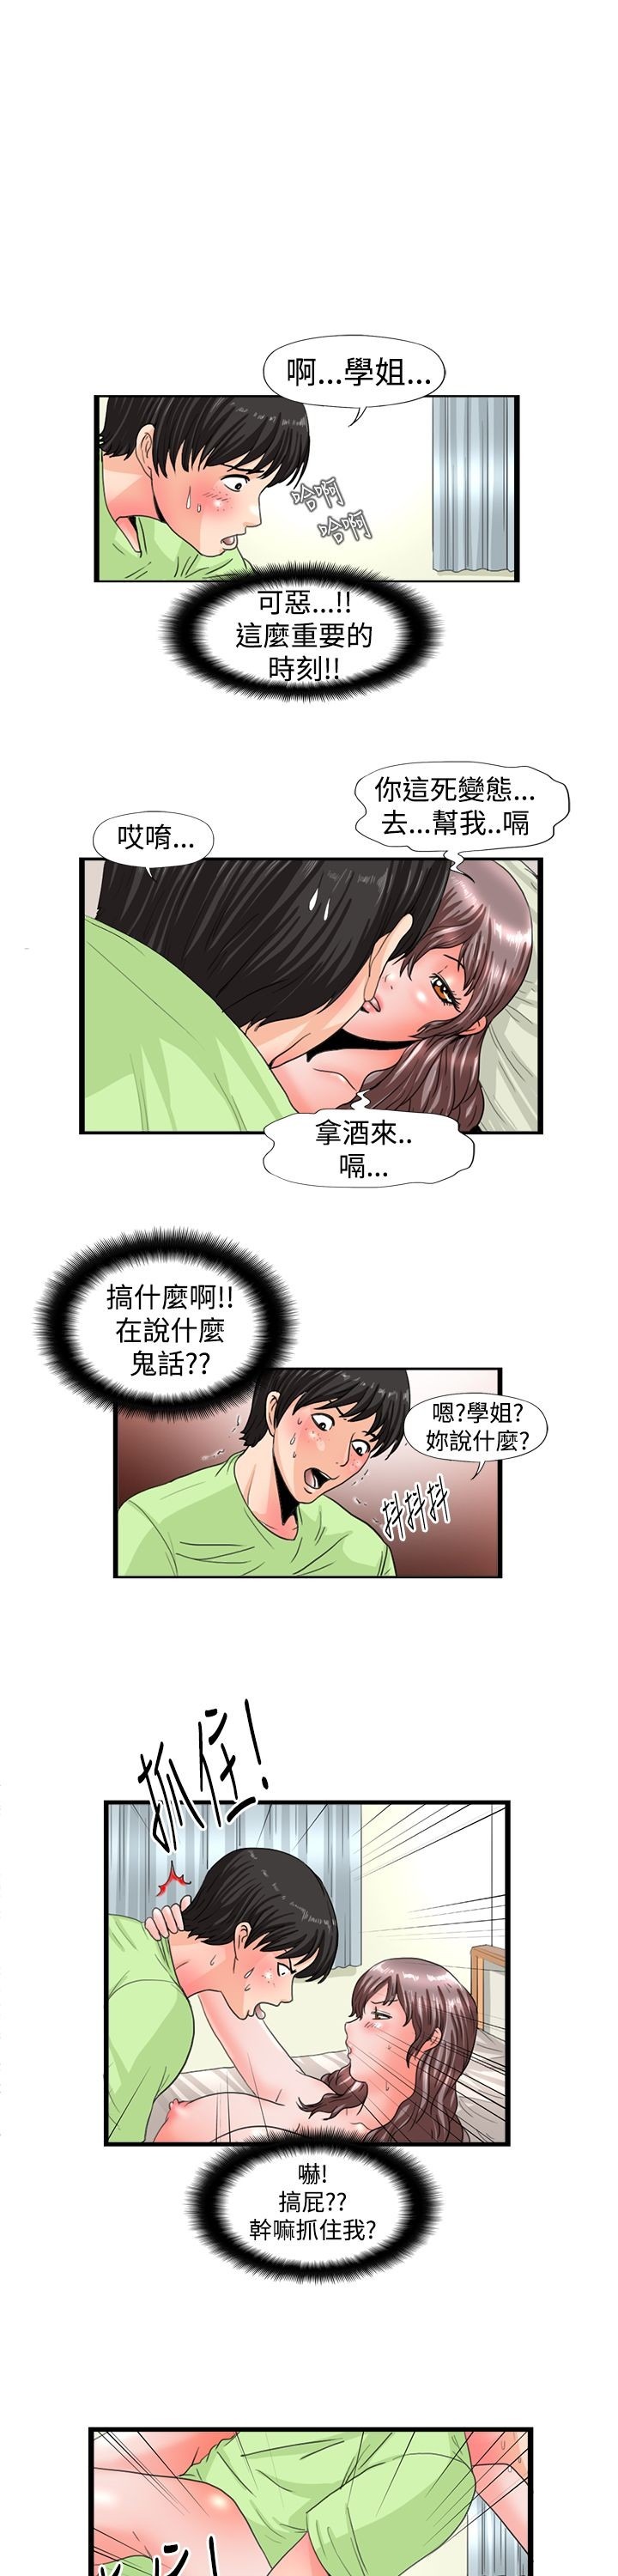 啊...學姐...
哈啊
哈啊
可惡...!!
這麼重要的
時刻!!
你這死變態...
去...幫我..嗝
哎唷...
拿酒來..
嗝...
搞什麼啊!!
在說什麼
鬼話??
嗯?學姐?
妳說什麼?
抖抖抖
抓住!
嚇!
搞屁??
幹嘛抓住我?